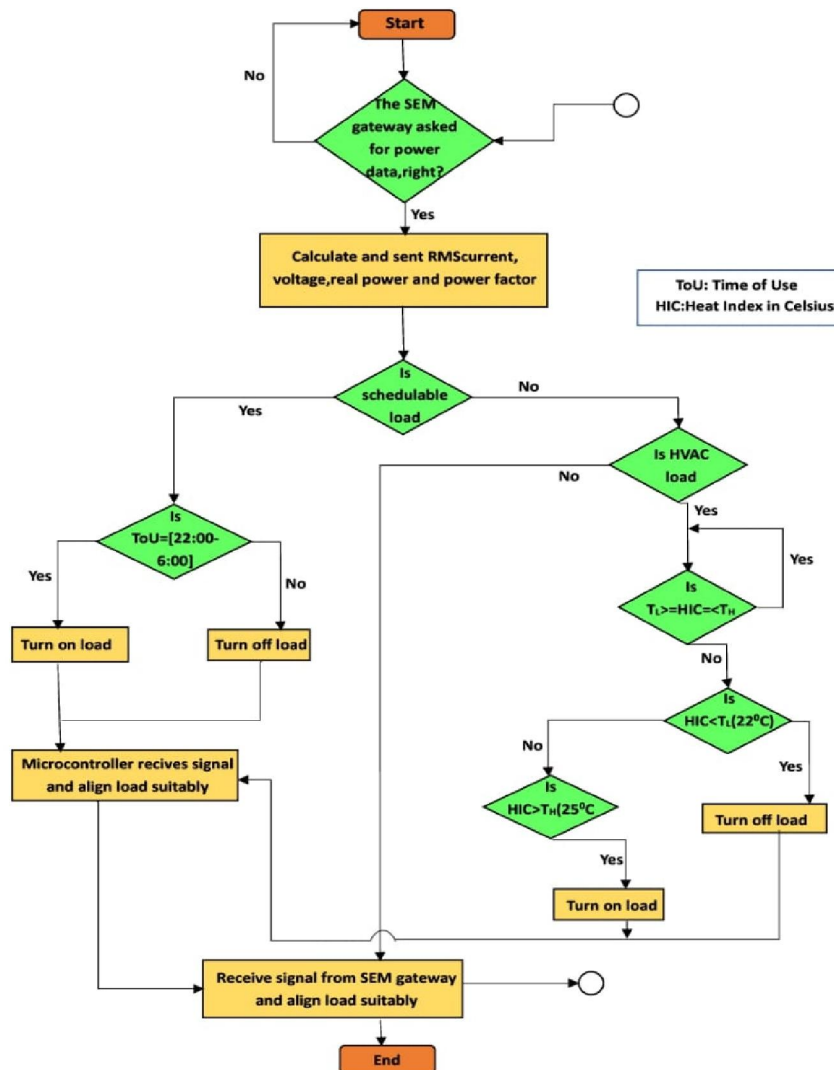 Start
No
The SEM
gateway asked
for power
data,right?
Yes
Calculate and sent RMScurrent,
voltage,real power and power factor
ToU: Time of Use
HIC:Heat Index in Celsius
Is
schedulable
load
Yes
No
Is HVAC
load
No
Yes
Is
ToU=[22:00-
6:00]
Yes
No
Yes
Is
T_L>=HIC=<T_H
Turn on load
Turn off load
No
Is
HIC<T_L(22⁰C)
No
Yes
Microcontroller recives signal
and align load suitably
Is
HIC>T_H(25⁰C
Turn off load
Yes
Turn on load
Receive signal from SEM gateway
and align load suitably
End